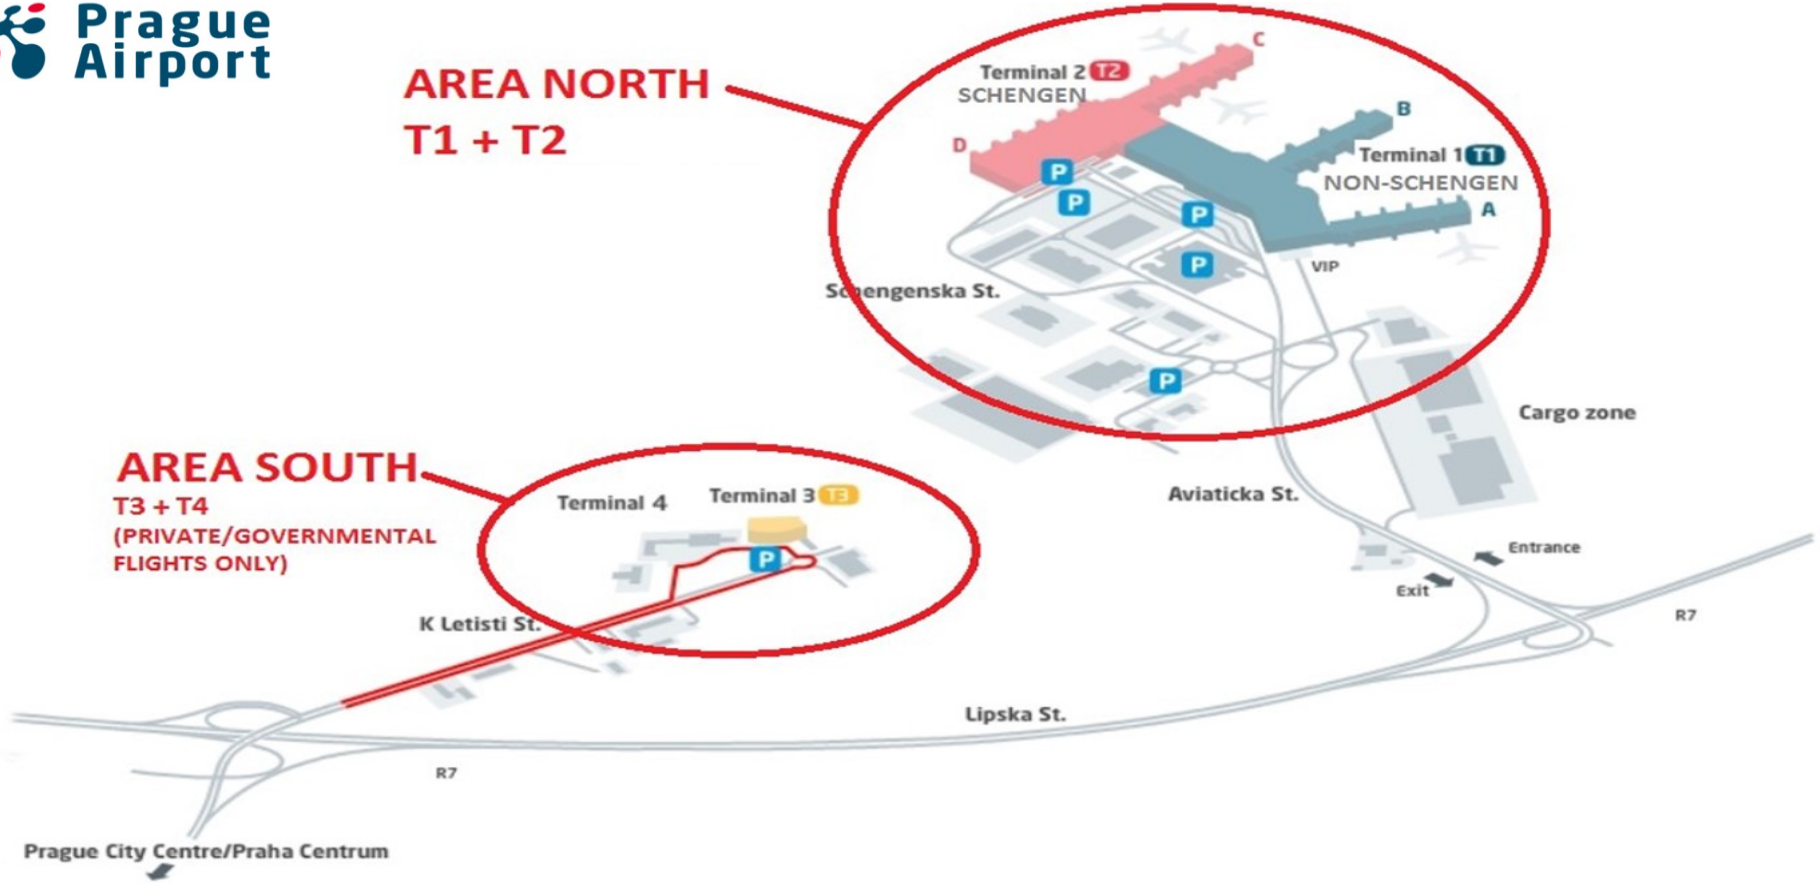 Prague
Airport
AREA NORTH
T1 + T2
C
Terminal 2 T2
SCHENGEN
B
D
Terminal 1 T1
NON-SCHENGEN
A
P
P
P
P
VIP
Schengenska St.
P
Cargo zone
AREA SOUTH
T3 + T4
(PRIVATE/GOVERNMENTAL
FLIGHTS ONLY)
Terminal 4
Terminal 3 T3
P
Aviaticka St.
Entrance
Exit
K Letisti St.
R7
Lipska St.
R7
Prague City Centre/Praha Centrum